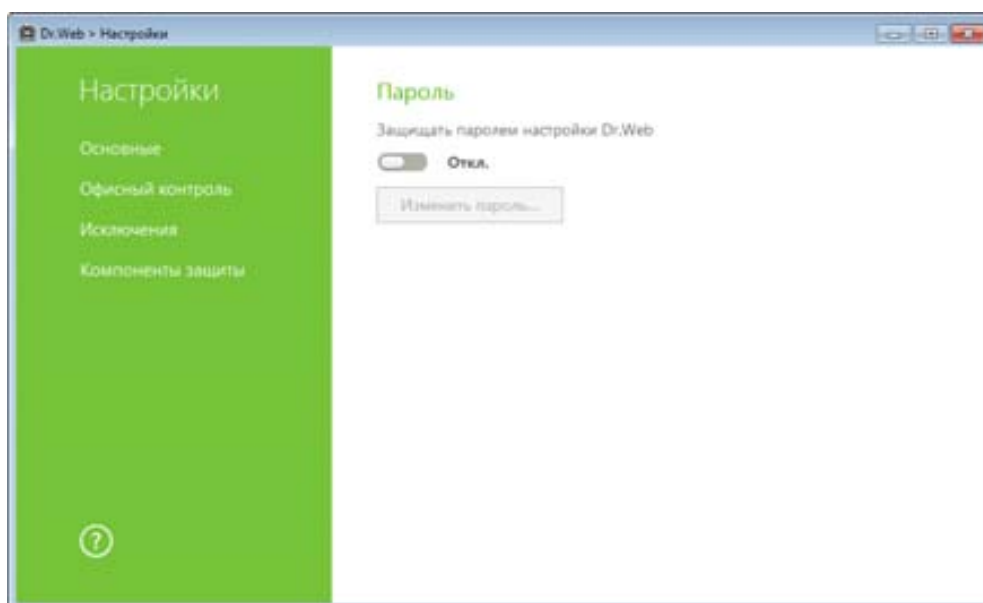 Dr.Web > Настройки
Настройки
Основные
Офисный контроль
Исключения
Компоненты защиты
?
Пароль
Защищать паролем настройки Dr.Web
Откл.
Изменить пароль...